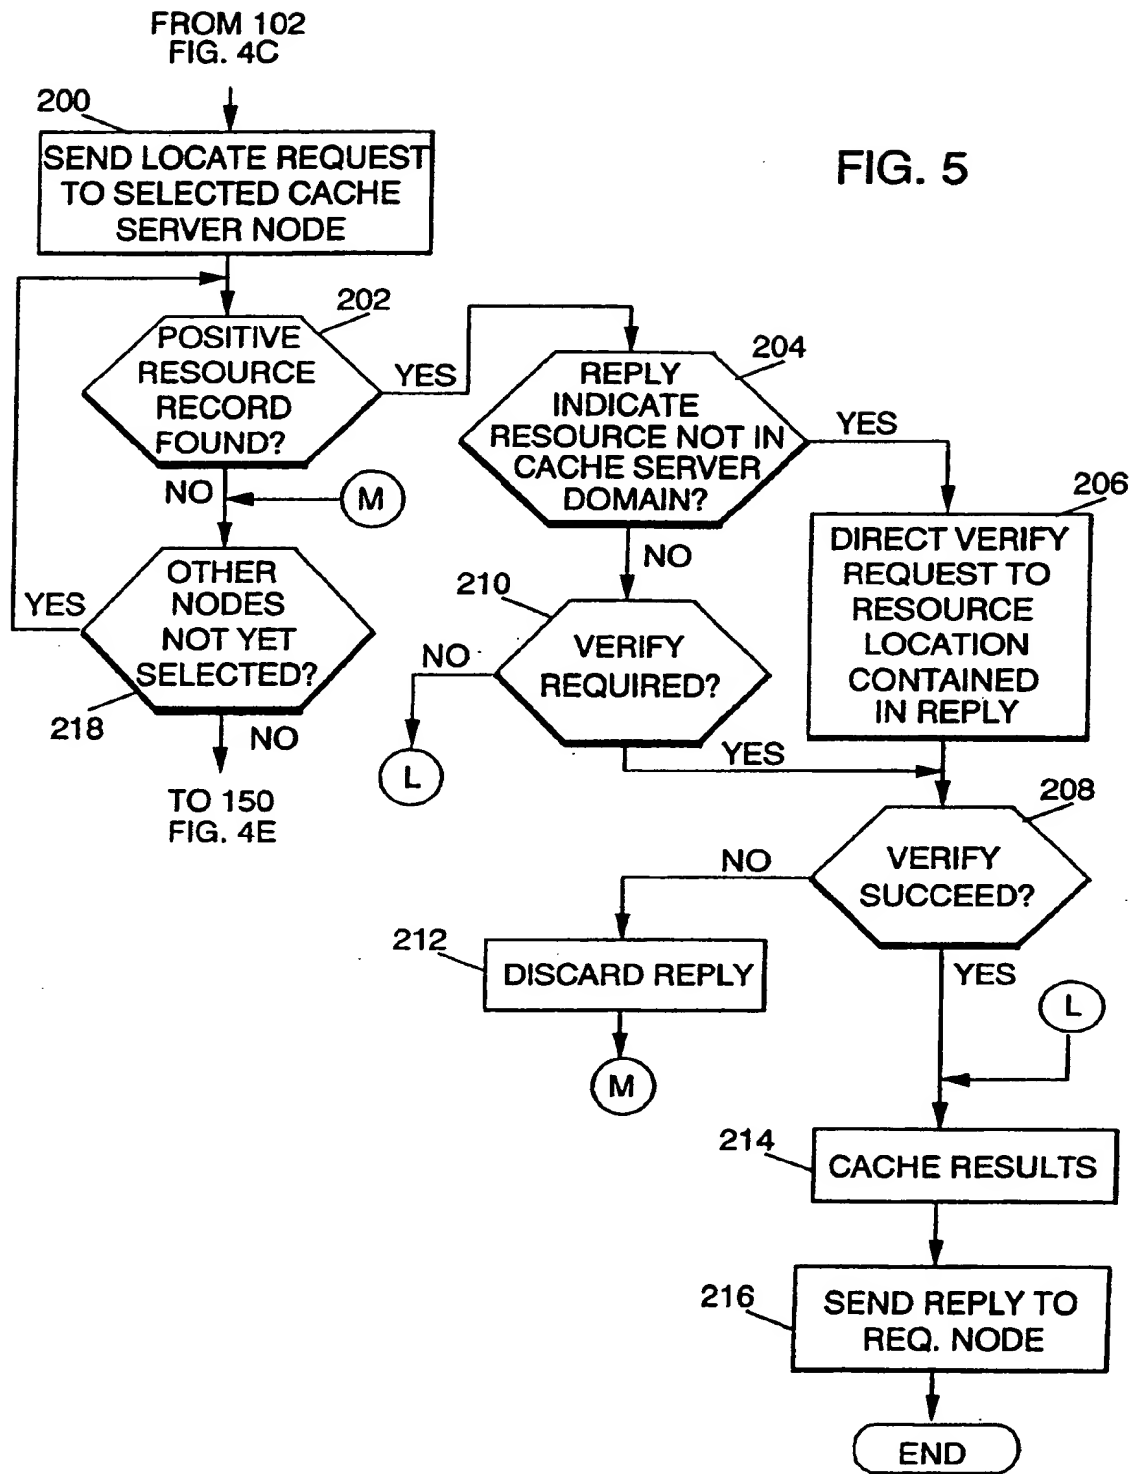 FROM 102
FIG. 4C
200
SEND LOCATE REQUEST
TO SELECTED CACHE
SERVER NODE
FIG. 5
202
POSITIVE
RESOURCE
RECORD
FOUND?
YES
NO
M
204
REPLY
INDICATE
RESOURCE NOT IN
CACHE SERVER
DOMAIN?
YES
NO
206
DIRECT VERIFY
REQUEST TO
RESOURCE
LOCATION
CONTAINED
IN REPLY
OTHER
NODES
NOT YET
SELECTED?
YES
218
NO
TO 150
FIG. 4E
210
VERIFY
REQUIRED?
NO
L
YES
208
VERIFY
SUCCEED?
NO
YES
212
DISCARD REPLY
M
L
214
CACHE RESULTS
216
SEND REPLY TO
REQ. NODE
END